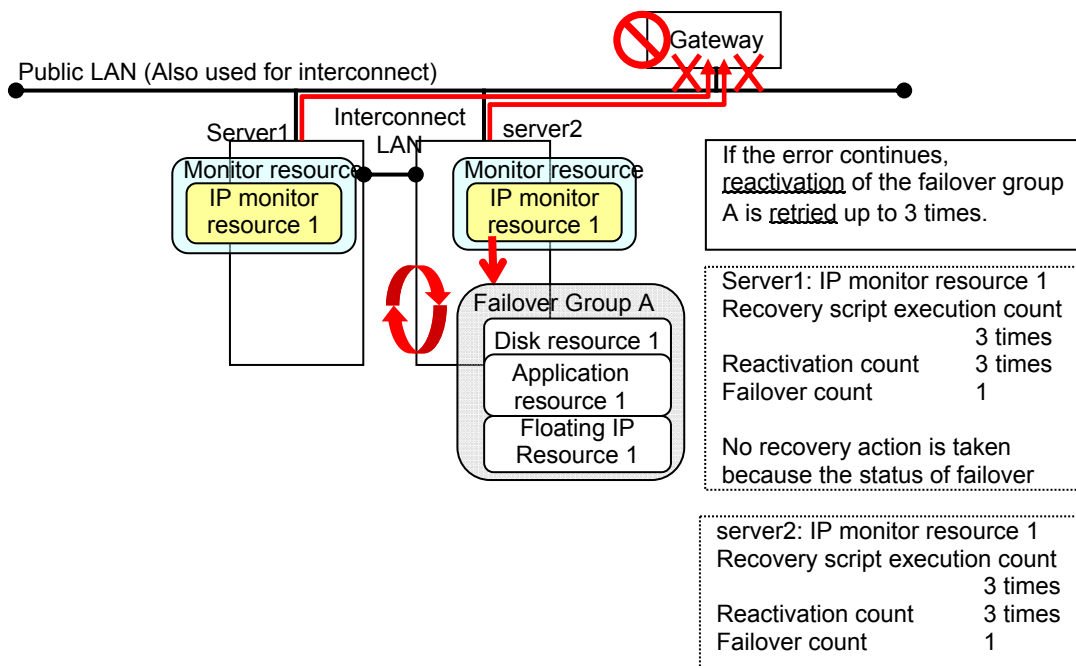 Gateway
Public LAN (Also used for interconnect)
Server1
Interconnect
LAN
server2
Monitor resource
IP monitor
resource 1
Monitor resource
IP monitor
resource 1
Failover Group A
Disk resource 1
Application
resource 1
Floating IP
Resource 1
If the error continues,
reactivation of the failover group
A is retried up to 3 times.
Server1: IP monitor resource 1
Recovery script execution count
3 times
Reactivation count 3 times
Failover count 1
No recovery action is taken
because the status of failover
server2: IP monitor resource 1
Recovery script execution count
3 times
Reactivation count 3 times
Failover count 1